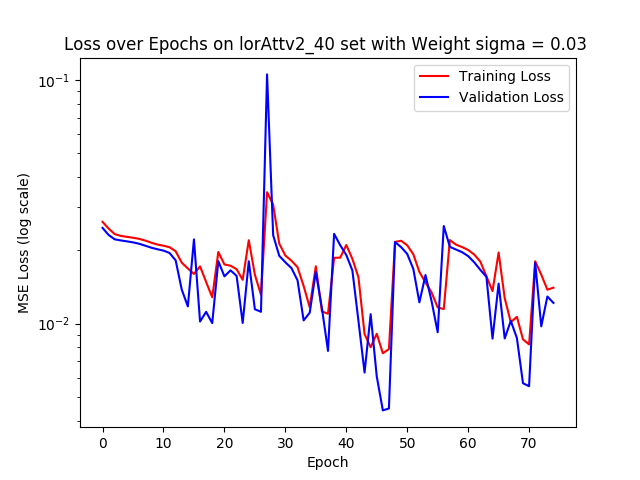 Loss over Epochs on lorAttv2_40 set with Weight sigma = 0.03
Training Loss
Validation Loss
MSE Loss (log scale)
10⁻¹
10⁻²
0 10 20 30 40 50 60 70
Epoch